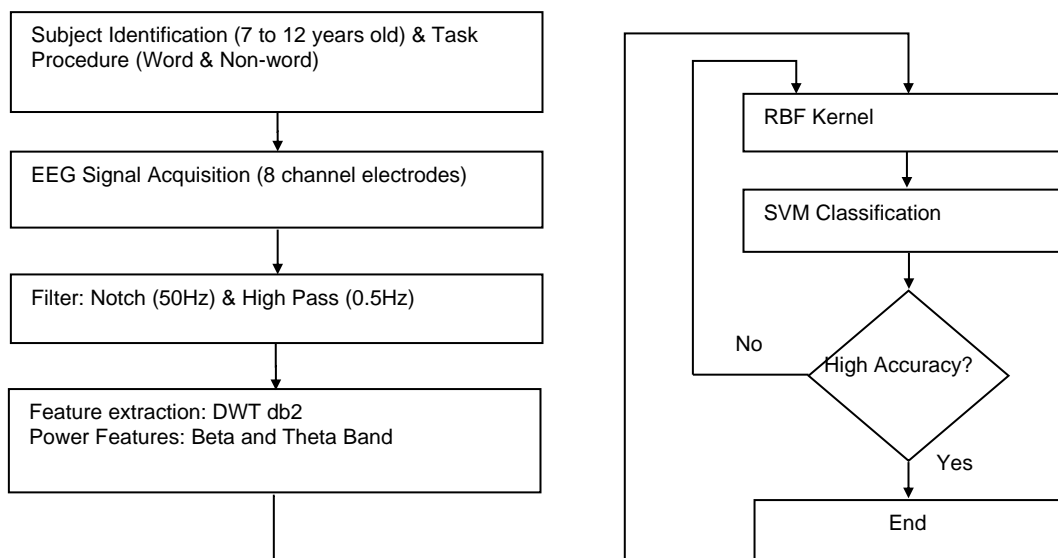 Subject Identification (7 to 12 years old) & Task
Procedure (Word & Non-word)
EEG Signal Acquisition (8 channel electrodes)
Filter: Notch (50Hz) & High Pass (0.5Hz)
Feature extraction: DWT db2
Power Features: Beta and Theta Band
RBF Kernel
SVM Classification
High Accuracy?
No
Yes
End